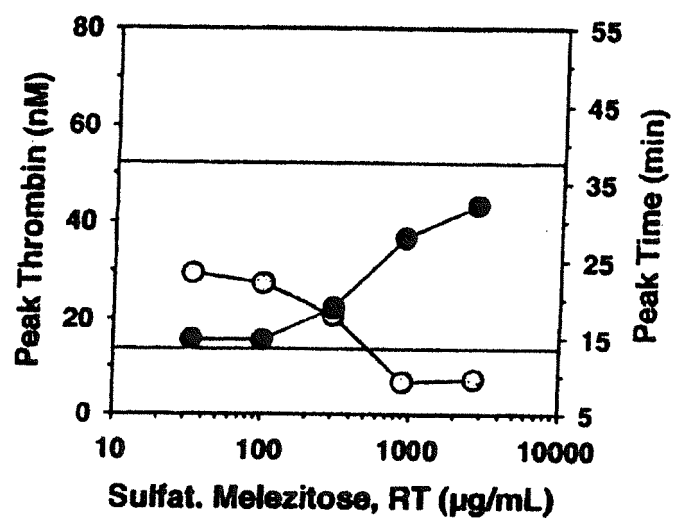 80
60
40
20
0
Peak Thrombin (nM)
55
45
35
25
15
5
Peak Time (min)
10 100 1000 10000
Sulfat. Melezitose, RT (µg/mL)